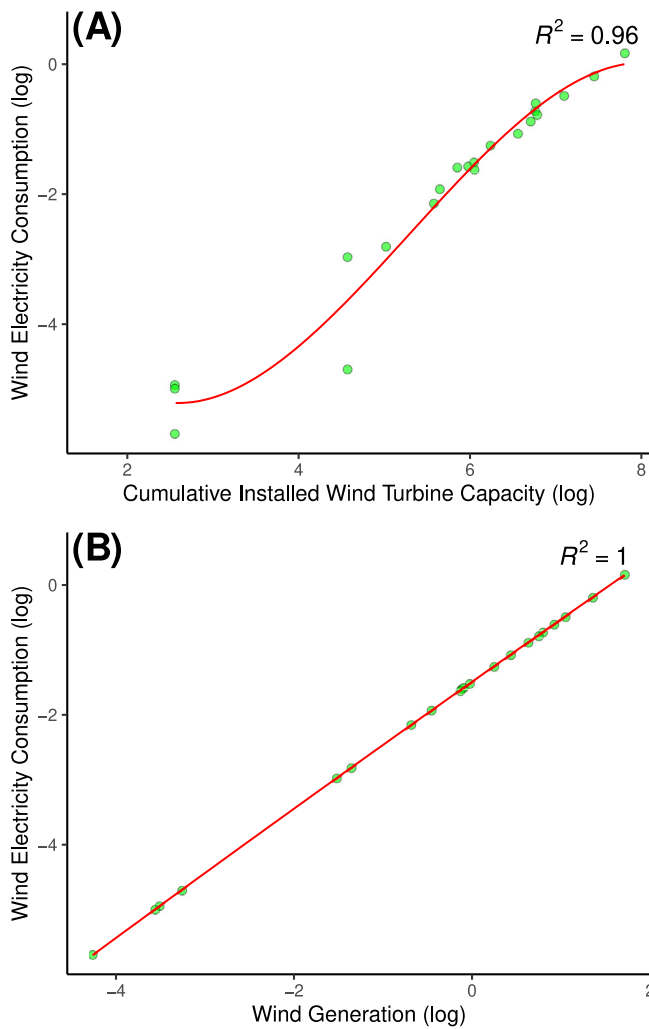 (A)
R² = 0.96
Wind Electricity Consumption (log)
0
−2
−4
2
4
6
8
Cumulative Installed Wind Turbine Capacity (log)
(B)
R² = 1
Wind Electricity Consumption (log)
0
−2
−4
−4
−2
0
2
Wind Generation (log)